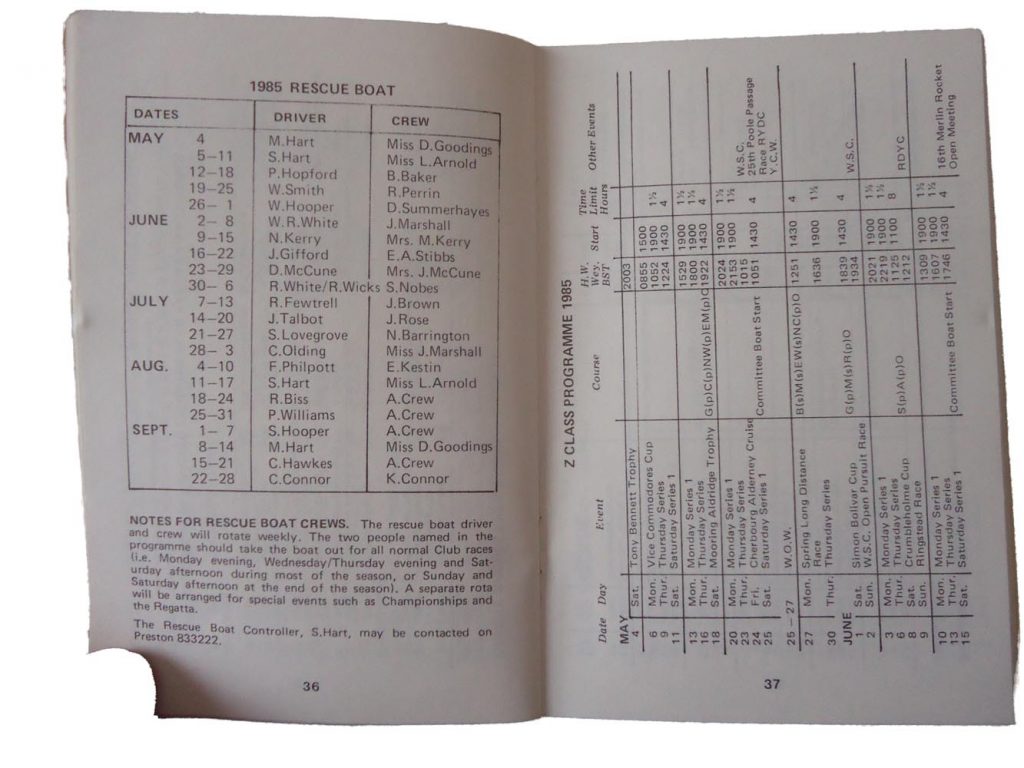 1985 RESCUE BOAT
DATES DRIVER CREW
MAY 4 M.Hart Miss D.Goodings
5–11 S.Hart Miss L.Arnold
12–18 P.Hopford B.Baker
19–25 W.Smith R.Perrin
26– 1 W.Hooper D.Summerhayes
JUNE 2– 8 W.R.White J.Marshall
9–15 N.Kerry Mrs. M.Kerry
16–22 J.Gifford E.A.Stibbs
23–29 D.McCune Mrs. J.McCune
30– 6 R.White/R.Wicks S.Nobes
JULY 7–13 R.Fewtrell J.Brown
14–20 J.Talbot J.Rose
21–27 S.Lovegrove N.Barrington
28– 3 C.Olding Miss J.Marshall
AUG. 4–10 F.Philpott E.Kestin
11–17 S.Hart Miss L.Arnold
18–24 R.Biss A.Crew
25–31 P.Williams A.Crew
SEPT. 1– 7 S.Hooper A.Crew
8–14 M.Hart Miss D.Goodings
15–21 C.Hawkes A.Crew
22–28 C.Connor K.Connor
NOTES FOR RESCUE BOAT CREWS. The rescue boat driver
and crew will rotate weekly. The two people named in the
programme should take the boat out for all normal Club races
(i.e. Monday evening, Wednesday/Thursday evening and Sat-
urday afternoon during most of the season, or Sunday and
Saturday afternoon at the end of the season). A separate rota
will be arranged for special events such as Championships and
the Regatta.
The Rescue Boat Controller, S.Hart, may be contacted on
Preston 833222.
36
Z CLASS PROGRAMME 1985
Date Day Event Course H.W. Wey. BST Start Time Limit Hours Other Events
MAY
4 Sat. Tony Bennett Trophy 2003
6 Mon. Vice Commodores Cup 0855 1500
9 Thur. Thursday Series 1052 1900 1½
11 Sat. Saturday Series 1 1224 1430 4
13 Mon. Monday Series 1 1529 1900 1½
16 Thur. Thursday Series 1800 1900 1½
18 Sat. Mooring Aldridge Trophy G(p)C(p)NW(p)EM(p)O 1922 1430 4
20 Mon. Monday Series 1 2024 1900 1½
23 Thur. Thursday Series 2153 1900 1½ W.S.C.
24 Fri. Cherbourg Alderney Cruise 1015 25th Poole Passage
25 Sat. Saturday Series 1 Committee Boat Start 1051 1430 4 Race RYDC
Y.C.W.
25–27 W.O.W.
27 Mon. Spring Long Distance B(s)M(s)EW(s)NC(p)O 1251 1430 4
Race
30 Thur. Thursday Series 1636 1900 1½
JUNE
1 Sat. Simon Bolivar Cup G(p)M(s)R(p)O 1839 1430 4
2 Sun. W.S.C. Open Pursuit Race 1934 W.S.C.
3 Mon. Monday Series 1 2021 1900 1½
6 Thur. Thursday Series 2219 1900 1½
8 Sat. Crumbleholme Cup S(p)A(p)O 1125 1100 8 RDYC
9 Sun. Ringstead Race 1212
10 Mon. Monday Series 1 1309 1900 1½
13 Thur. Thursday Series 1607 1900 1½ 16th Merlin Rocket
15 Sat. Saturday Series 1 Committee Boat Start 1746 1430 4 Open Meeting
37